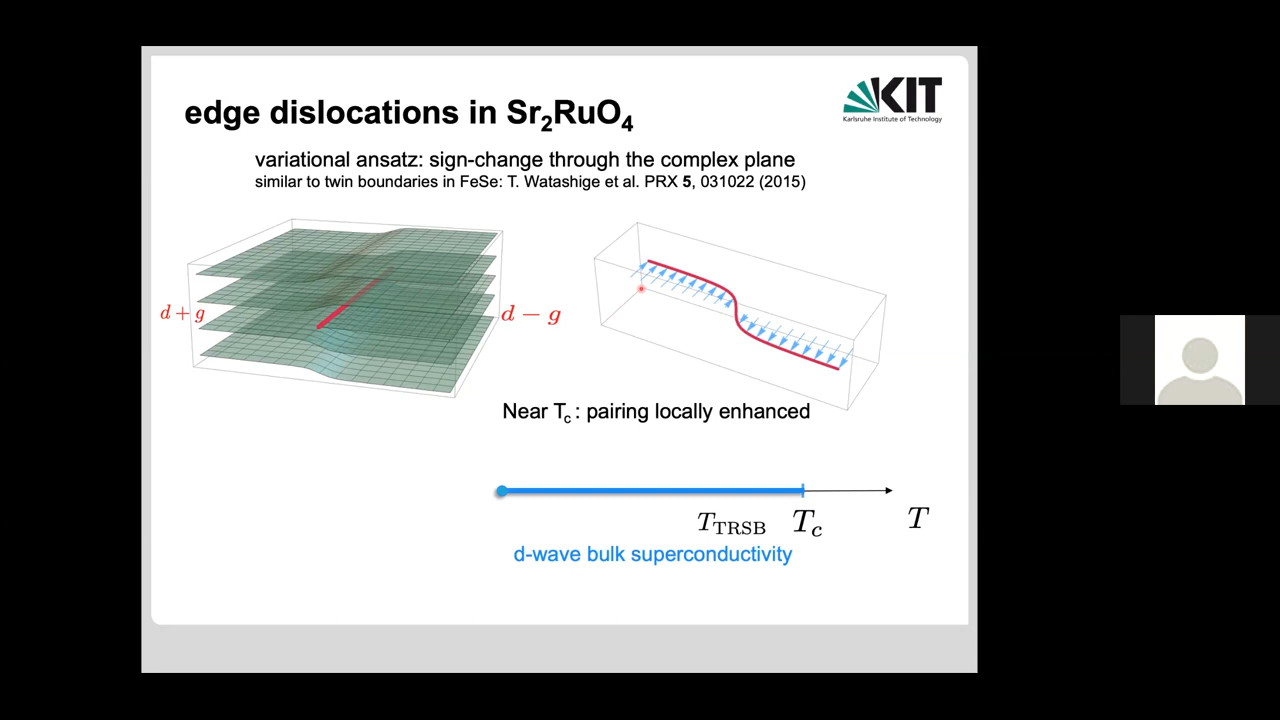 KIT
Karlsruhe Institute of Technology
edge dislocations in Sr₂RuO₄
variational ansatz: sign-change through the complex plane
similar to twin boundaries in FeSe: T. Watashige et al. PRX 5, 031022 (2015)
d + g
d − g
Near Tc : pairing locally enhanced
T_TRSB
T_c
T
d-wave bulk superconductivity